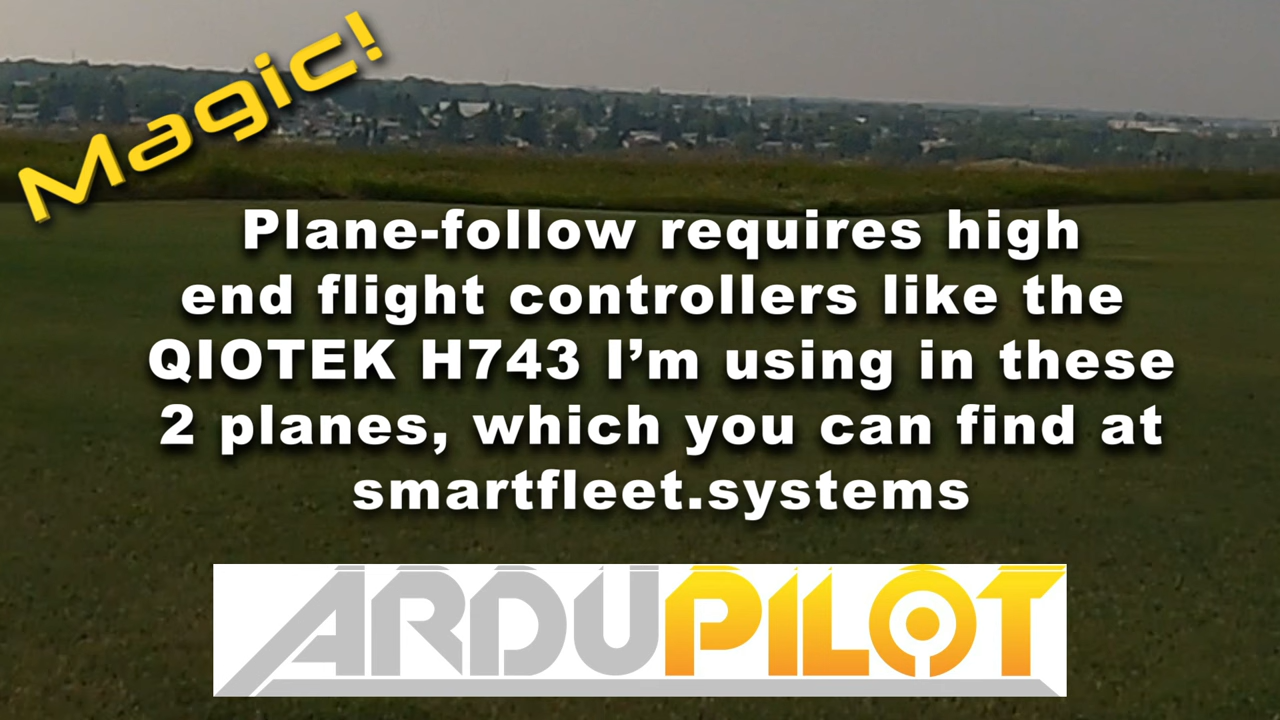 Magic!
Plane-follow requires high
end flight controllers like the
QIOTEK H743 I’m using in these
2 planes, which you can find at
smartfleet.systems
ARDUPILOT